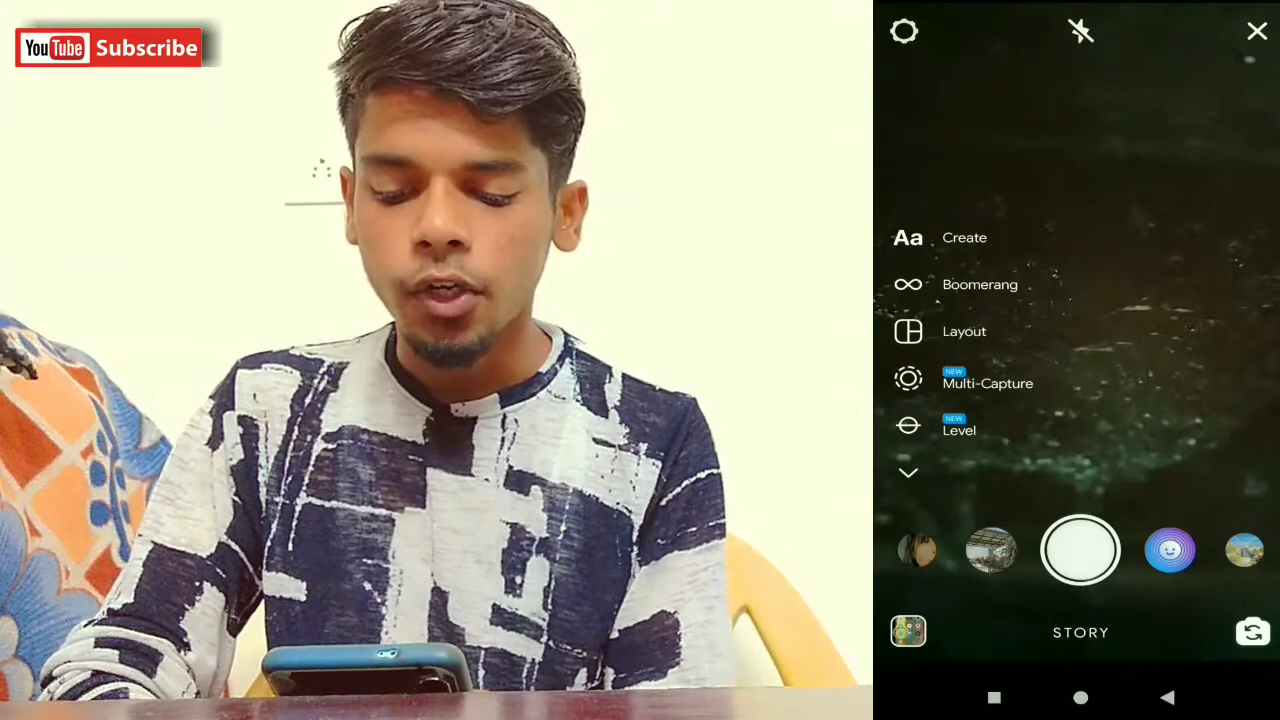 YouTube Subscribe
Aa Create
Boomerang
Layout
NEW
Multi-Capture
NEW
Level
STORY